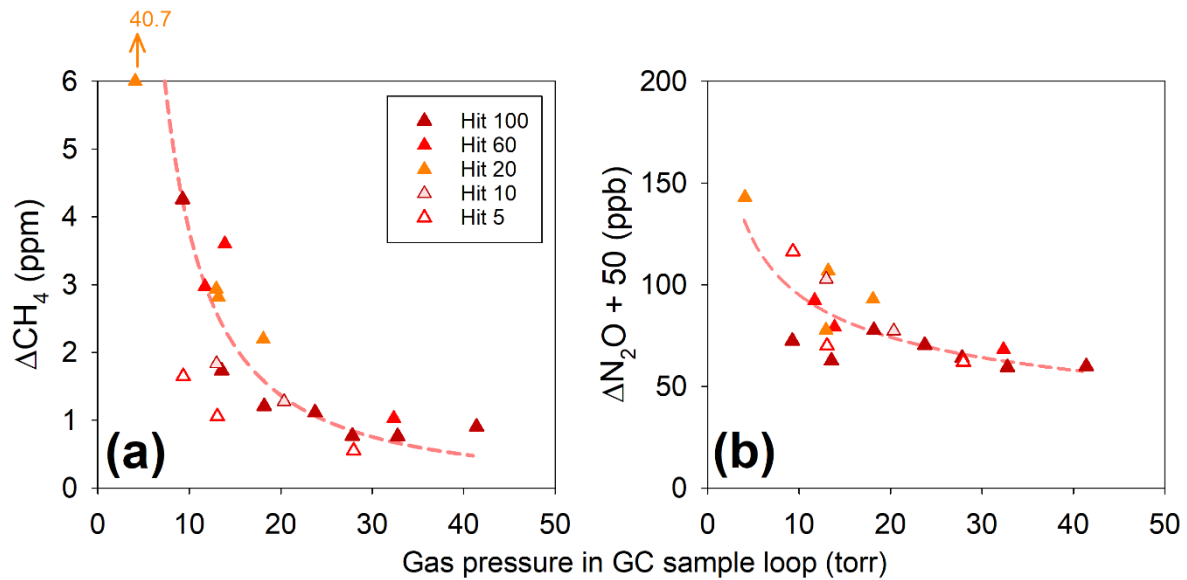 40.7
6
5
4
3
2
1
0
ΔCH₄ (ppm)
Hit 100
Hit 60
Hit 20
Hit 10
Hit 5
(a)
0 10 20 30 40 50
200
150
100
50
0
ΔN₂O + 50 (ppb)
(b)
0 10 20 30 40 50
Gas pressure in GC sample loop (torr)